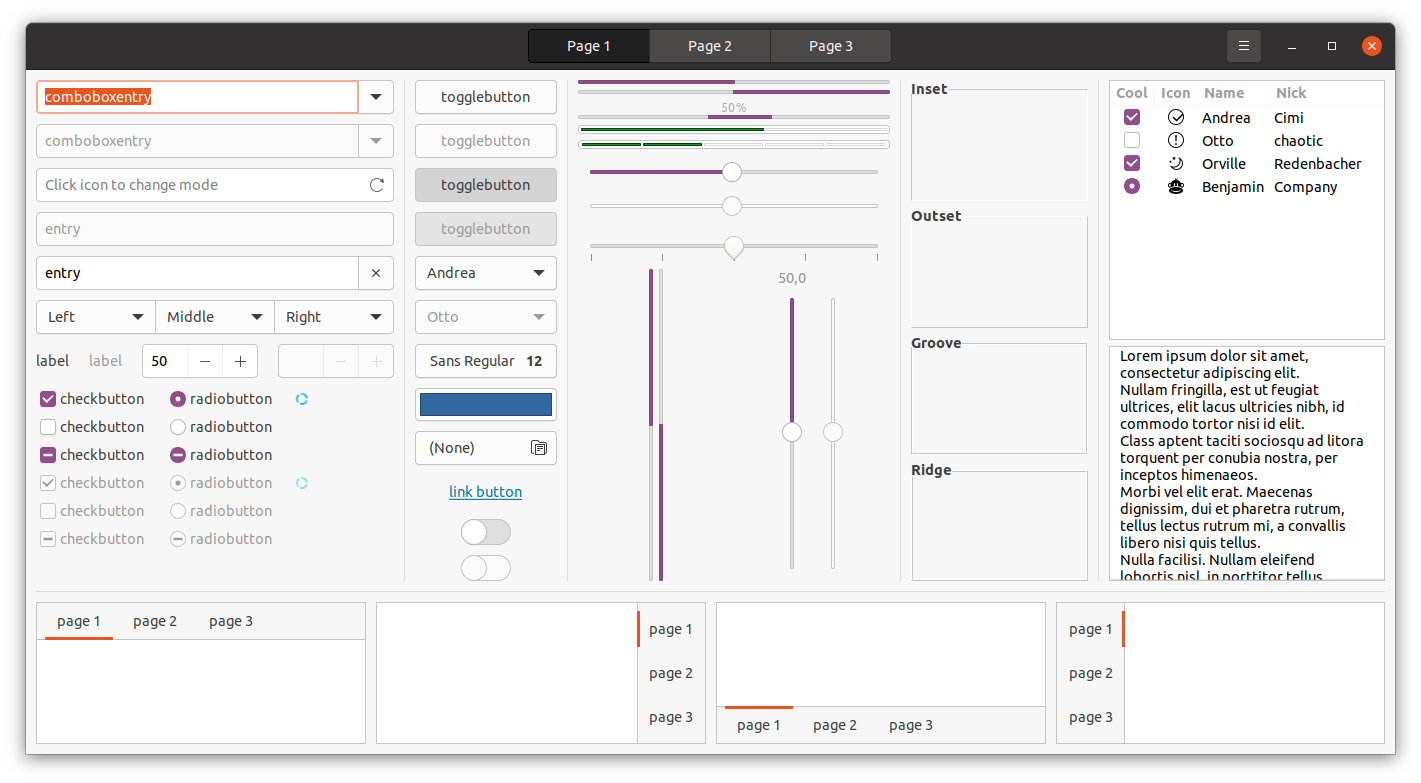 Page 1 Page 2 Page 3
comboboxentry
comboboxentry
Click icon to change mode
entry
entry
Left Middle Right
label label 50
checkbutton radiobutton
checkbutton radiobutton
checkbutton radiobutton
checkbutton radiobutton
checkbutton radiobutton
checkbutton radiobutton
togglebutton
togglebutton
togglebutton
togglebutton
Andrea
Otto
Sans Regular 12
(None)
link button
50%
50,0
Inset
Outset
Groove
Ridge
Cool Icon Name Nick
Andrea Cimi
Otto chaotic
Orville Redenbacher
Benjamin Company
Lorem ipsum dolor sit amet,
consectetur adipiscing elit.
Nullam fringilla, est ut feugiat
ultrices, elit lacus ultricies nibh, id
commodo tortor nisi id elit.
Class aptent taciti sociosqu ad litora
torquent per conubia nostra, per
inceptos himenaeos.
Morbi vel elit erat. Maecenas
dignissim, dui et pharetra rutrum,
tellus lectus rutrum mi, a convallis
libero nisi quis tellus.
Nulla facilisi. Nullam eleifend
lobortis nisl, in porttitor tellus
page 1 page 2 page 3
page 1
page 2
page 3
page 1 page 2 page 3
page 1
page 2
page 3